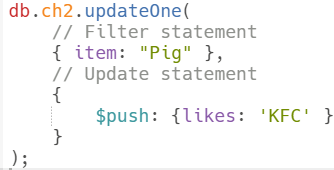 db.ch2.updateOne(
    // Filter statement
    { item: "Pig" },
    // Update statement
    {
        $push: {likes: 'KFC' }
    }
);